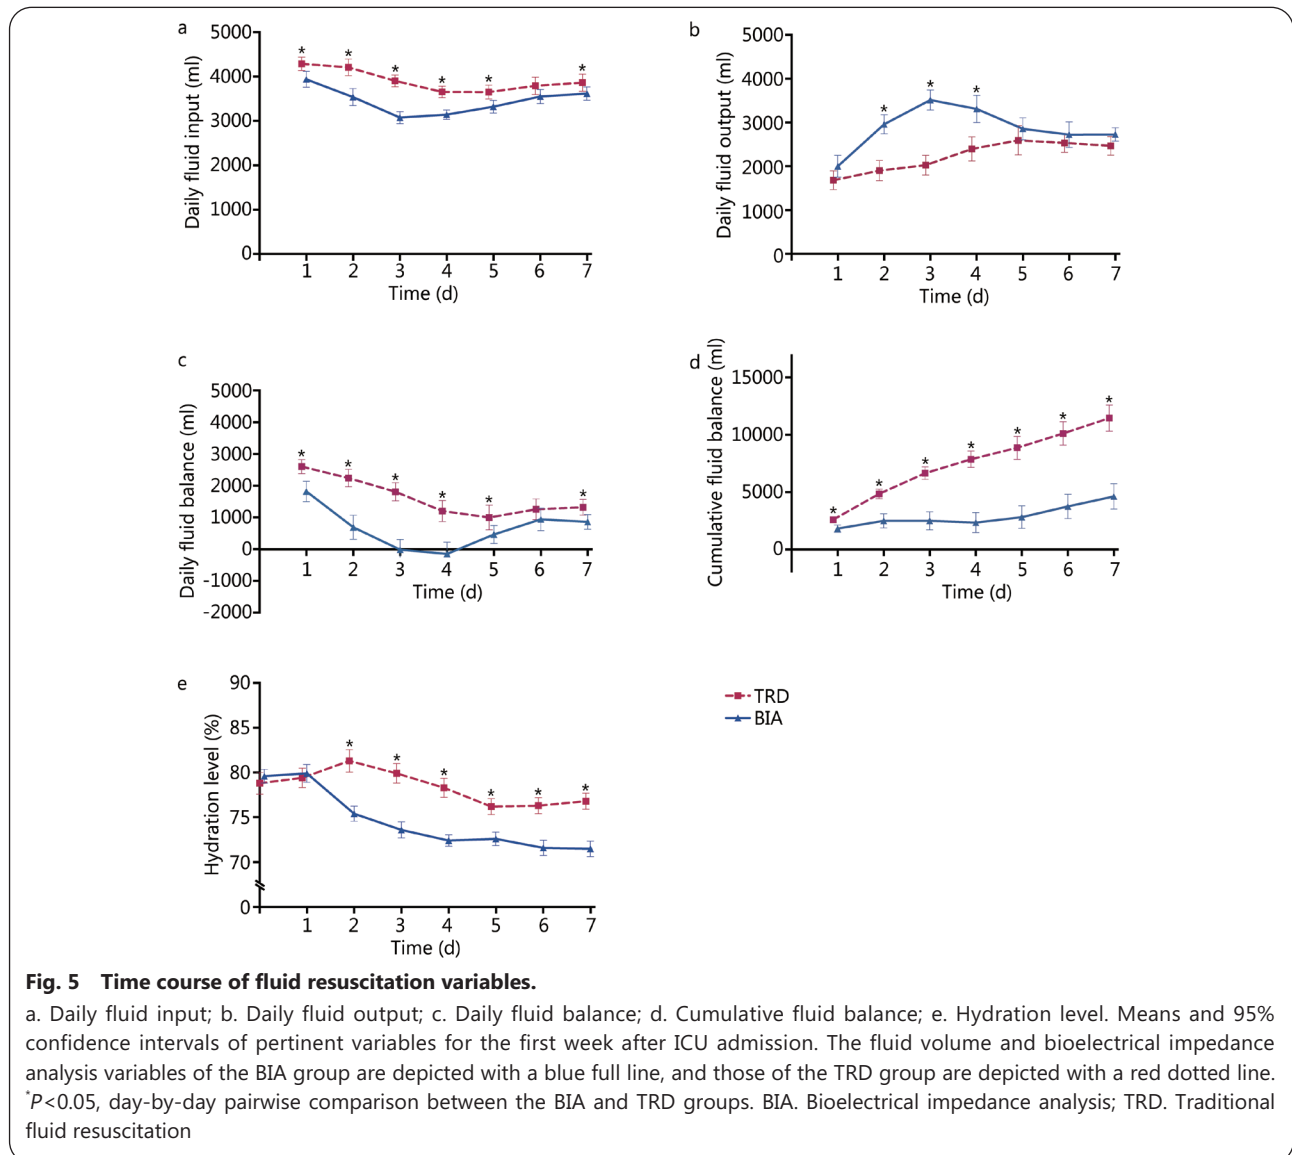 a
5000
4000
3000
2000
1000
0
Daily fluid input (ml)
* * * * * *
1 2 3 4 5 6 7
Time (d)
b
5000
4000
3000
2000
1000
0
Daily fluid output (ml)
* * *
1 2 3 4 5 6 7
Time (d)
c
5000
4000
3000
2000
1000
0
-1000
-2000
Daily fluid balance (ml)
* * * * * *
1 2 3 4 5 6 7
Time (d)
d
15000
10000
5000
0
Cumulative fluid balance (ml)
* * * * * * *
1 2 3 4 5 6 7
Time (d)
e
90
85
80
75
70
0
Hydration level (%)
* * * * * *
1 2 3 4 5 6 7
Time (d)
TRD
BIA
Fig. 5 Time course of fluid resuscitation variables.
a. Daily fluid input; b. Daily fluid output; c. Daily fluid balance; d. Cumulative fluid balance; e. Hydration level. Means and 95%
confidence intervals of pertinent variables for the first week after ICU admission. The fluid volume and bioelectrical impedance
analysis variables of the BIA group are depicted with a blue full line, and those of the TRD group are depicted with a red dotted line.
*P<0.05, day-by-day pairwise comparison between the BIA and TRD groups. BIA. Bioelectrical impedance analysis; TRD. Traditional
fluid resuscitation